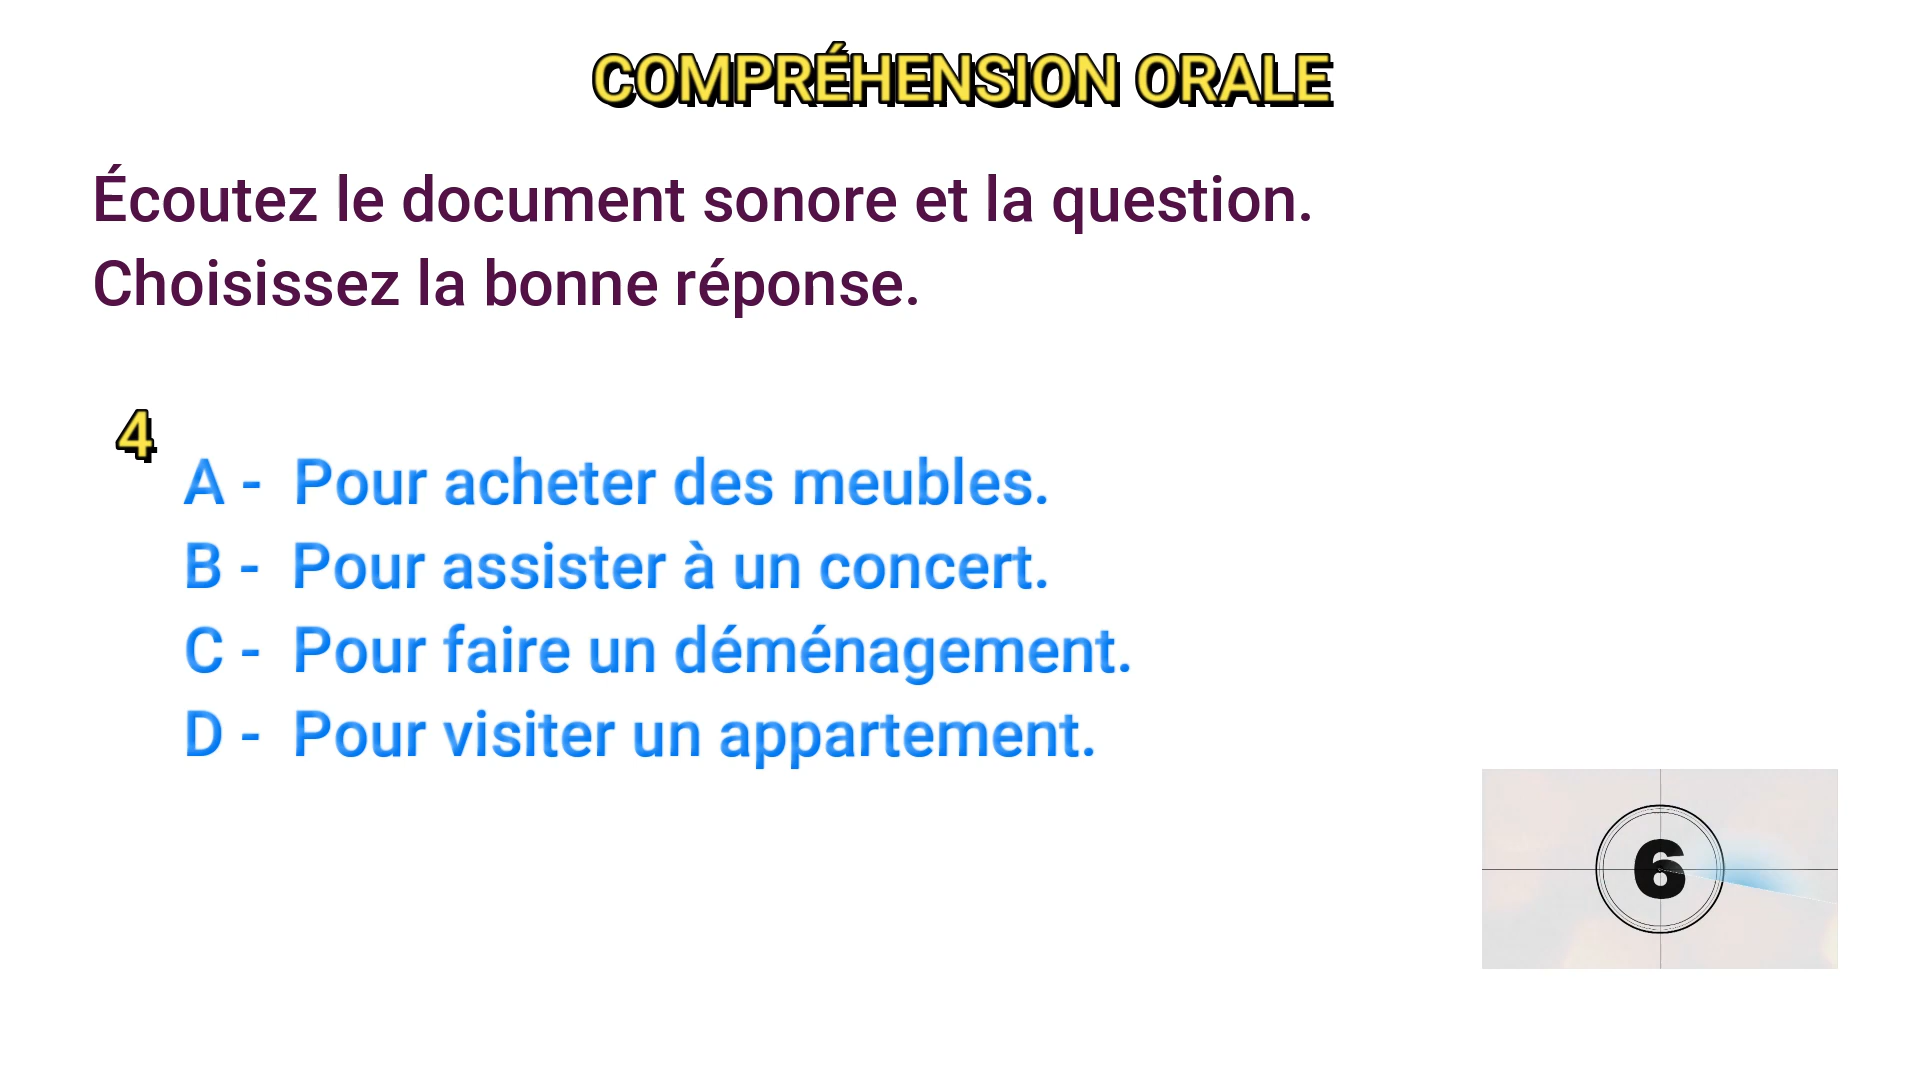 COMPRÉHENSION ORALE
Écoutez le document sonore et la question.
Choisissez la bonne réponse.
4
A - Pour acheter des meubles.
B - Pour assister à un concert.
C - Pour faire un déménagement.
D - Pour visiter un appartement.
6